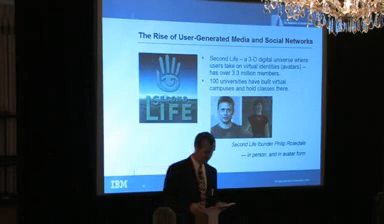 The Rise of User-Generated Media and Social Networks
• Second Life – a 3-D digital universe where
users take on virtual identities (avatars) –
has over 3.3 million members.
• 100 universities have built virtual
campuses and hold classes there.
SECOND
LIFE
Second Life founder Philip Rosedale
— in person, and in avatar form
IBM